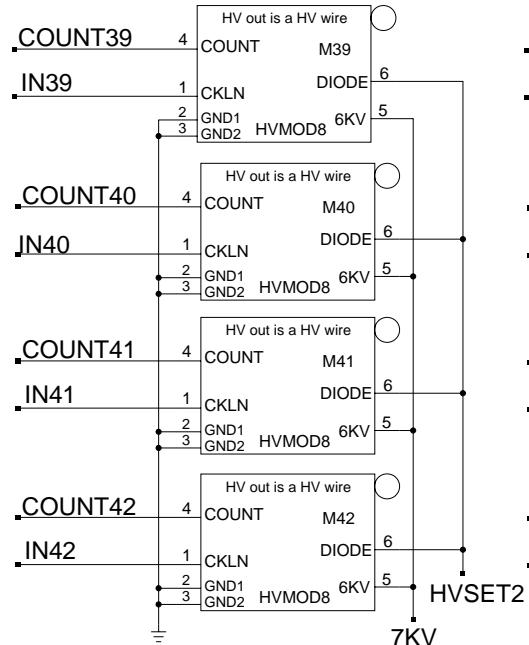 HV out is a HV wire
COUNT39 4 COUNT M39
DIODE 6
IN39 1 CKLN
2 GND1 6KV 5
3 GND2 HVMOD8
HV out is a HV wire
COUNT40 4 COUNT M40
IN40 1 CKLN DIODE 6
2 GND1 6KV 5
3 GND2 HVMOD8
HV out is a HV wire
COUNT41 4 COUNT M41
IN41 1 CKLN DIODE 6
2 GND1 6KV 5
3 GND2 HVMOD8
HV out is a HV wire
COUNT42 4 COUNT M42
IN42 1 CKLN DIODE 6
2 GND1 6KV 5
3 GND2 HVMOD8
HVSET2
7KV